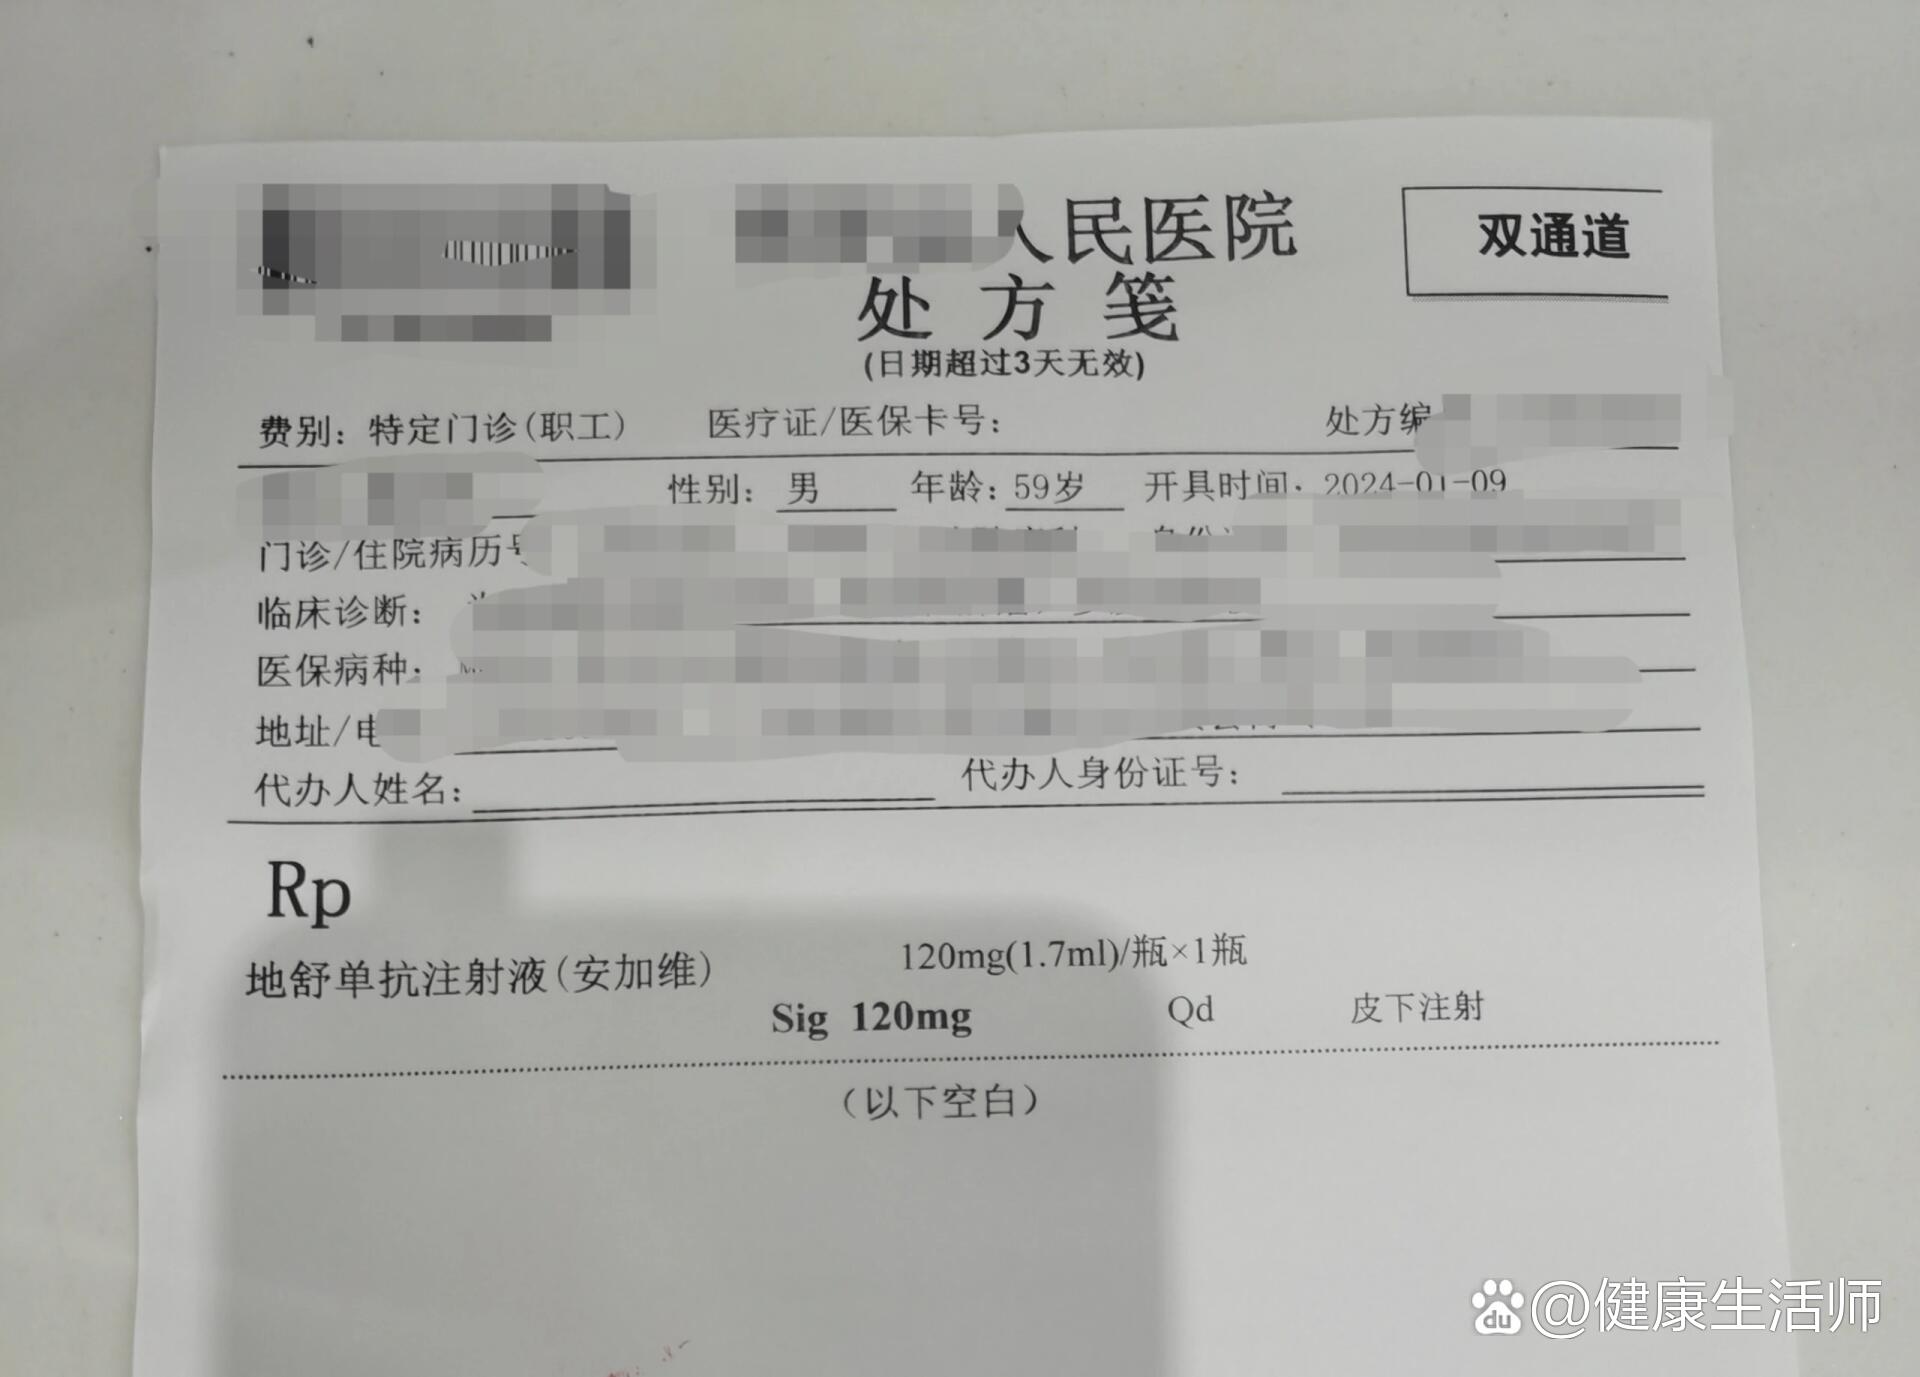 人民医院
双通道
处方笺
(日期超过3天无效)
费别: 特定门诊(职工) 医疗证/医保卡号: 处方编
性别: 男 年龄: 59岁 开具时间: 2024-01-09
门诊/住院病历号
临床诊断:
医保病种:
地址/电
代办人姓名: 代办人身份证号:
Rp
地舒单抗注射液(安加维) 120mg(1.7ml)/瓶×1瓶
Sig 120mg Qd 皮下注射
(以下空白)
du @健康生活师